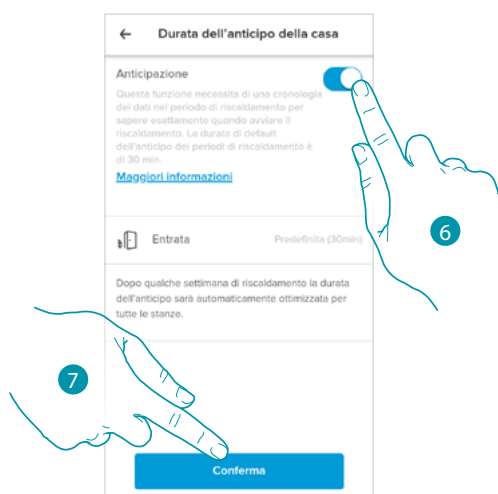 ← Durata dell'anticipo della casa
Anticipazione
Questa funzione necessita di una cronologia
dei dati nel periodo di riscaldamento per
sapere esattamente quando avviare il
riscaldamento. La durata di default
dell'anticipo dei periodi di riscaldamento è
di 30 min.
Maggiori informazioni
6
Entrata Predefinita (30min)
Dopo qualche settimana di riscaldamento la durata
dell'anticipo sarà automaticamente ottimizzata per
tutte le stanze.
7
Conferma